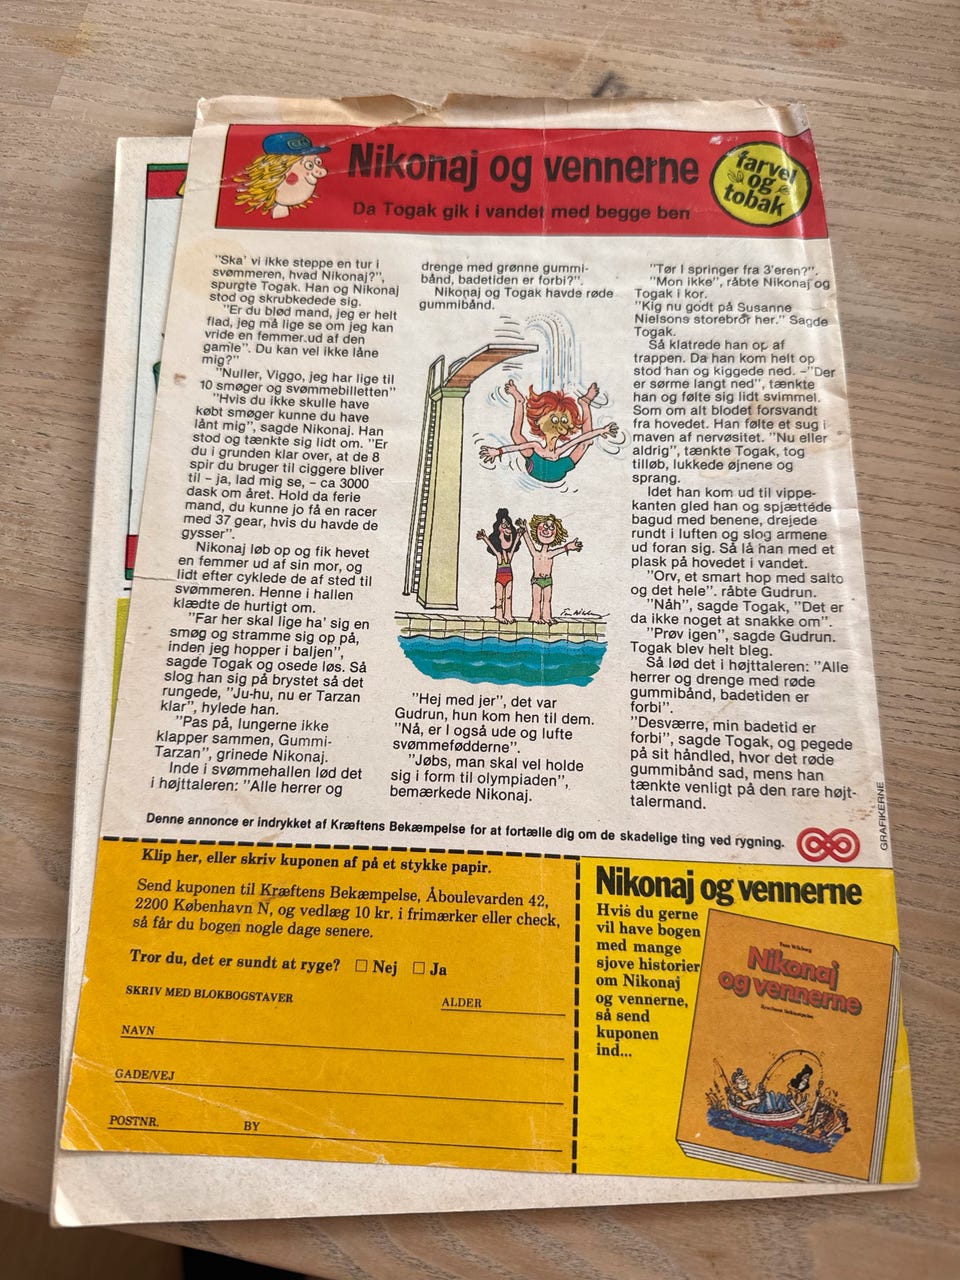 Nikonaj og vennerne
Da Togak gik i vandet med begge ben
farvel
og
tobak
"Ska' vi ikke steppe en tur i
svømmeren, hvad Nikonaj?",
spurgte Togak. Han og Nikonaj
stod og skrubkedede sig.
"Er du blød mand, jeg er helt
flad, jeg må lige se om jeg kan
vride en femmer ud af den
gamle". Du kan vel ikke låne
mig?"
"Nuller, Viggo, jeg har lige til
10 smøger og svømmebilletten"
"Hvis du ikke skulle have
købt smøger kunne du have
lånt mig", sagde Nikonaj. Han
stod og tænkte sig lidt om. "Er
du i grunden klar over, at de 8
spir du bruger til ciggere bliver
til – ja, lad mig se, – ca 3000
dask om året. Hold da ferie
mand, du kunne jo få en racer
med 37 gear, hvis du havde de
gysser".
Nikonaj løb op og fik hevet
en femmer ud af sin mor, og
lidt efter cyklede de af sted til
svømmeren. Henne i hallen
klædte de hurtigt om.
"Far her skal lige ha' sig en
smøg og stramme sig op på,
inden jeg hopper i baljen",
sagde Togak og osede løs. Så
slog han sig på brystet så det
rungede, "Ju-hu, nu er Tarzan
klar", hylede han.
"Pas på, lungerne ikke
klapper sammen, Gummi-
Tarzan", grinede Nikonaj.
Inde i svømmehallen lød det
i højttaleren: "Alle herrer og
drenge med grønne gummi-
bånd, badetiden er forbi?".
Nikonaj og Togak havde røde
gummibånd.
"Hej med jer", det var
Gudrun, hun kom hen til dem.
"Nå, er I også ude og lufte
svømmefødderne".
"Jøbs, man skal vel holde
sig i form til olympiaden",
bemærkede Nikonaj.
"Tør I springer fra 3'eren?".
"Mon ikke", råbte Nikonaj og
Togak i kor.
"Kig nu godt på Susanne
Nielsons storebror her." Sagde
Togak.
Så klatrede han op af
trappen. Da han kom helt op
stod han og kiggede ned. –"Der
er sørme langt ned", tænkte
han og følte sig lidt svimmel.
Som om alt blodet forsvandt
fra hovedet. Han følte et sug i
maven af nervøsitet. "Nu eller
aldrig", tænkte Togak, tog
tilløb, lukkede øjnene og
sprang.
Idet han kom ud til vippe-
kanten gled han og spjættede
bagud med benene, drejede
rundt i luften og slog armene
ud foran sig. Så lå han med et
plask på hovedet i vandet.
"Orv, et smart hop med salto
og det hele". råbte Gudrun.
"Nåh", sagde Togak, "Det er
da ikke noget at snakke om".
"Prøv igen", sagde Gudrun.
Togak blev helt bleg.
Så lød det i højttaleren: "Alle
herrer og drenge med røde
gummibånd, badetiden er
forbi".
"Desværre, min badetid er
forbi", sagde Togak, og pegede
på sit håndled, hvor det røde
gummibånd sad, mens han
tænkte venligt på den rare højt-
talermand.
GRAFIKERNE
Denne annonce er indrykket af Kræftens Bekæmpelse for at fortælle dig om de skadelige ting ved rygning.
Klip her, eller skriv kuponen af på et stykke papir.
Send kuponen til Kræftens Bekæmpelse, Åboulevarden 42,
2200 København N, og vedlæg 10 kr. i frimærker eller check,
så får du bogen nogle dage senere.
Tror du, det er sundt at ryge? Nej Ja
SKRIV MED BLOKBOGSTAVER
ALDER
NAVN
GADE/VEJ
POSTNR. BY
Nikonaj og vennerne
Hvis du gerne
vil have bogen
med mange
sjove historier
om Nikonaj
og vennerne,
så send
kuponen
ind...
Nikonaj
og vennerne
Kræftens Bekæmpelse